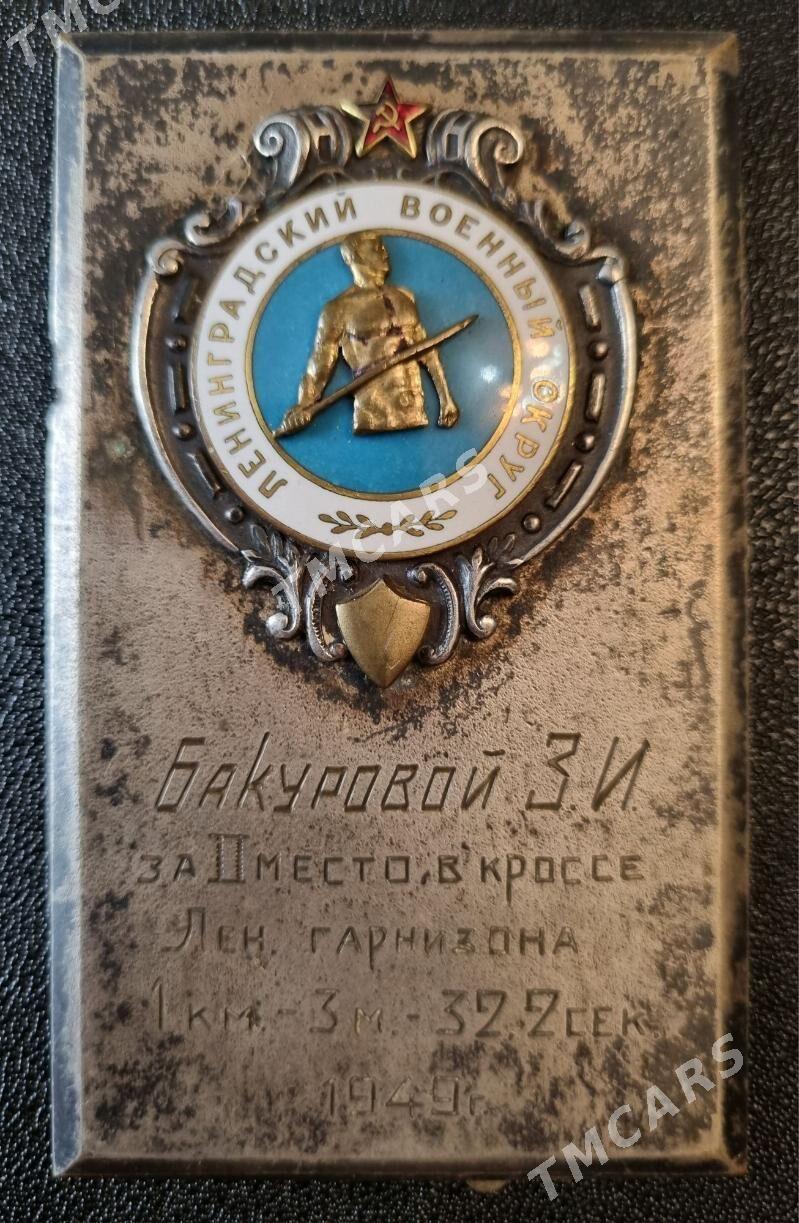 TMCARS
ЛЕНИНГРАДСКИЙ ВОЕННЫЙ ОКРУГ
TMCARS
Бакуровой З.И.
ЗА II МЕСТО, В КРОССЕ
Лен. ГАРНИЗОНА
1 км. - 3 м. - 32.2 сек
1949г.
TMCARS